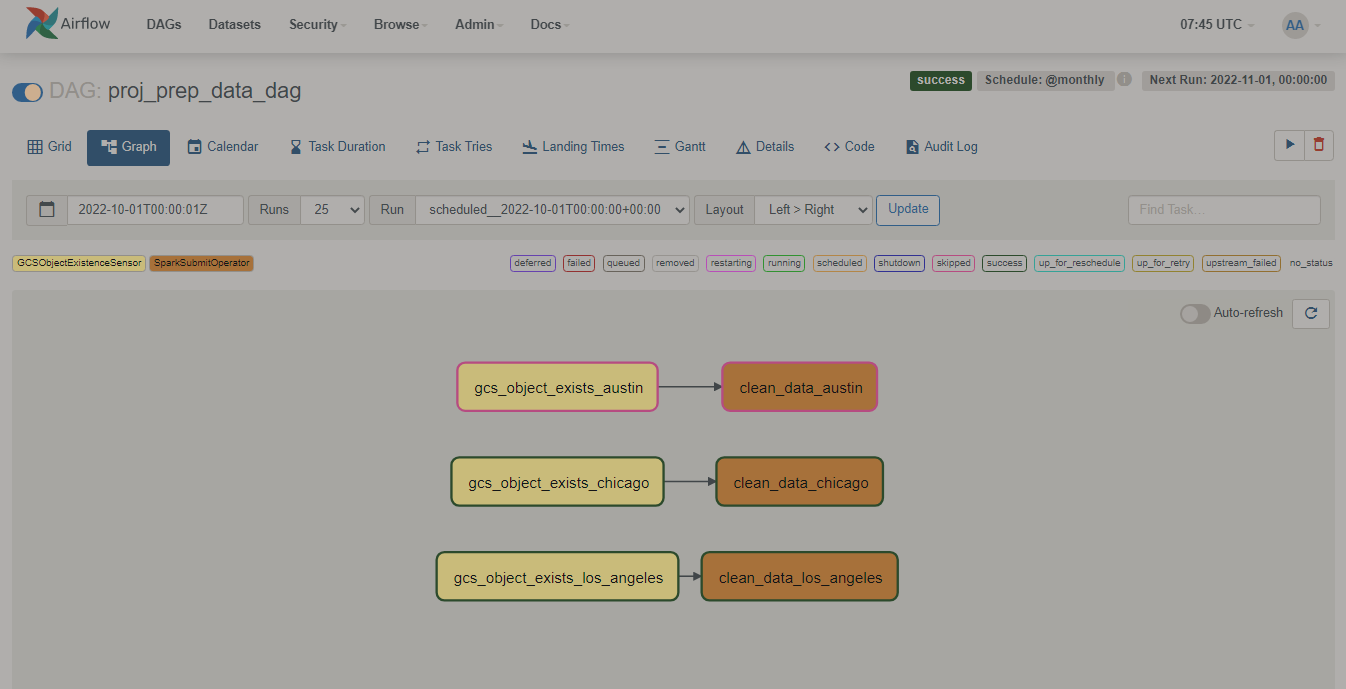 Airflow DAGs Datasets Security Browse Admin Docs 07:45 UTC AA
DAG: proj_prep_data_dag success Schedule: @monthly i Next Run: 2022-11-01, 00:00:00
Grid Graph Calendar Task Duration Task Tries Landing Times Gantt Details Code Audit Log
2022-10-01T00:00:01Z Runs 25 Run scheduled__2022-10-01T00:00:00+00:00 Layout Left > Right Update Find Task...
GCSObjectExistenceSensor SparkSubmitOperator deferred failed queued removed restarting running scheduled shutdown skipped success up_for_reschedule up_for_retry upstream_failed no_status
Auto-refresh
gcs_object_exists_austin clean_data_austin
gcs_object_exists_chicago clean_data_chicago
gcs_object_exists_los_angeles clean_data_los_angeles